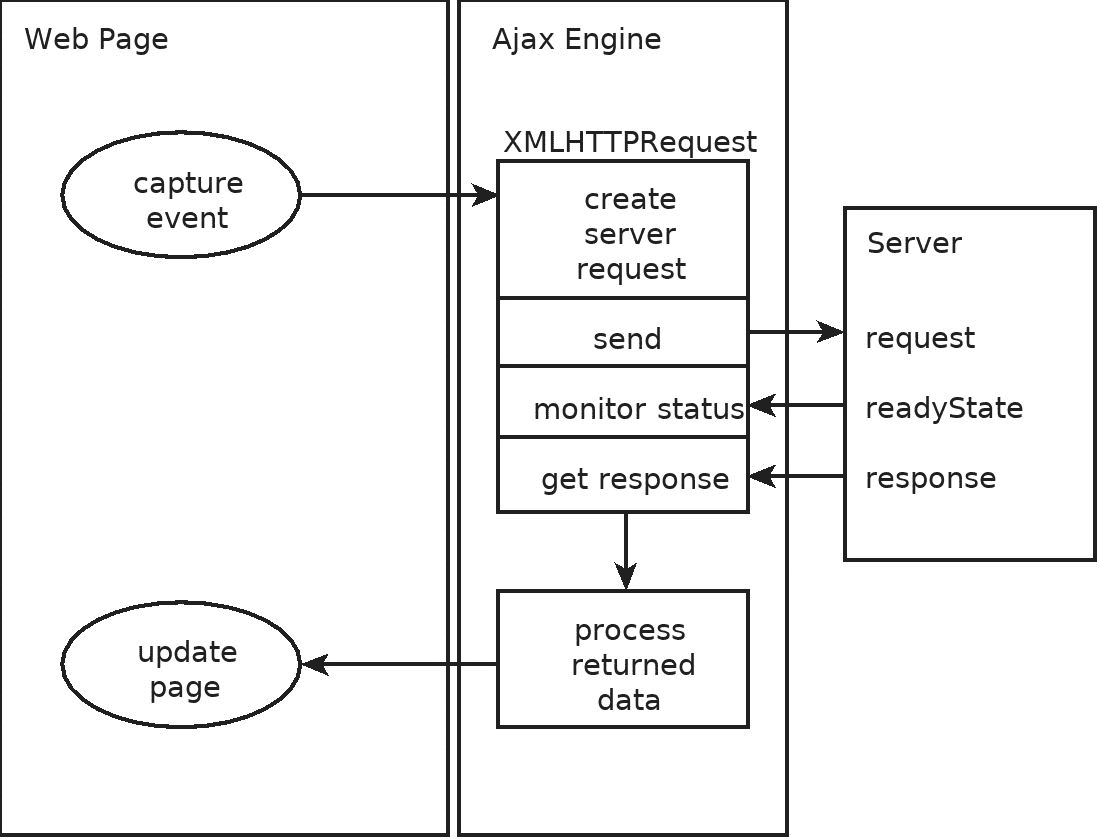 Web Page
Ajax Engine
XMLHTTPRequest
capture
event
create
server
request
Server
send
request
monitor status
readyState
get response
response
process
returned
data
update
page